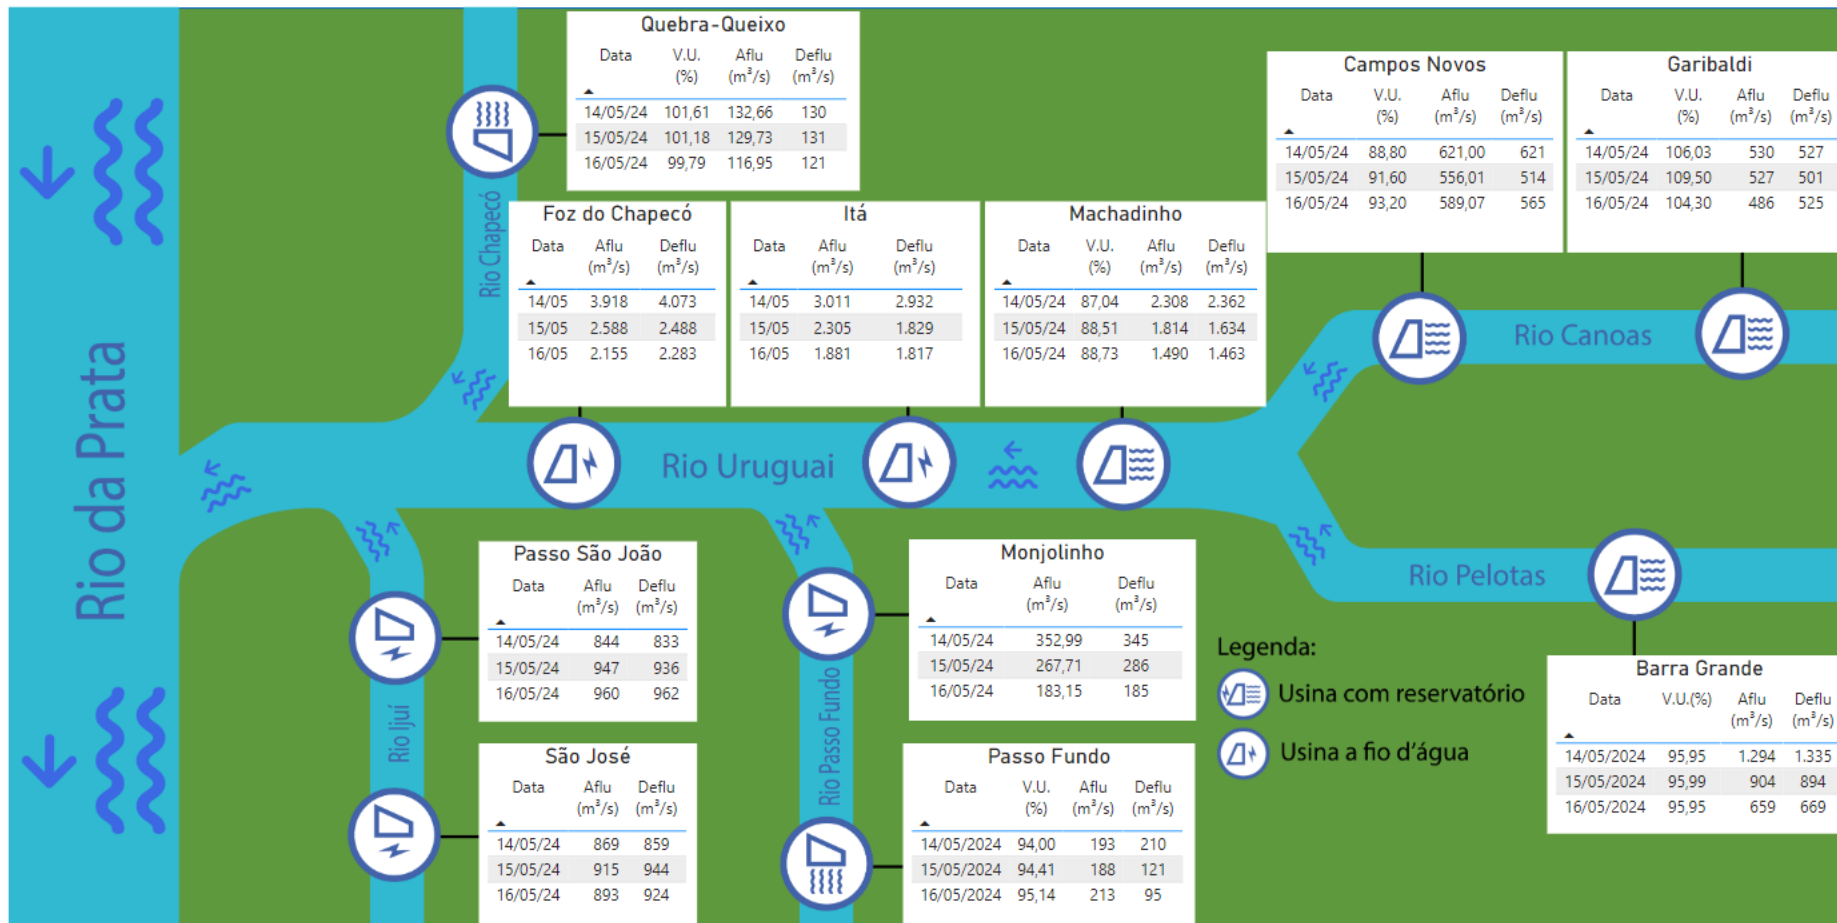 Quebra-Queixo
Data V.U. (%) Aflu (m³/s) Deflu (m³/s)
14/05/24 101,61 132,66 130
15/05/24 101,18 129,73 131
16/05/24 99,79 116,95 121
Campos Novos
Data V.U. (%) Aflu (m³/s) Deflu (m³/s)
14/05/24 88,80 621,00 621
15/05/24 91,60 556,01 514
16/05/24 93,20 589,07 565
Garibaldi
Data V.U. (%) Aflu (m³/s) Deflu (m³/s)
14/05/24 106,03 530 527
15/05/24 109,50 527 501
16/05/24 104,30 486 525
Foz do Chapecó
Data Aflu (m³/s) Deflu (m³/s)
14/05 3.918 4.073
15/05 2.588 2.488
16/05 2.155 2.283
Itá
Data Aflu (m³/s) Deflu (m³/s)
14/05 3.011 2.932
15/05 2.305 1.829
16/05 1.881 1.817
Machadinho
Data V.U. (%) Aflu (m³/s) Deflu (m³/s)
14/05/24 87,04 2.308 2.362
15/05/24 88,51 1.814 1.634
16/05/24 88,73 1.490 1.463
Rio Chapecó
Rio Canoas
Rio da Prata
Rio Uruguai
Rio Pelotas
Passo São João
Data Aflu (m³/s) Deflu (m³/s)
14/05/24 844 833
15/05/24 947 936
16/05/24 960 962
Monjolinho
Data Aflu (m³/s) Deflu (m³/s)
14/05/24 352,99 345
15/05/24 267,71 286
16/05/24 183,15 185
Legenda:
Usina com reservatório
Usina a fio d'água
Barra Grande
Data V.U.(%) Aflu (m³/s) Deflu (m³/s)
14/05/2024 95,95 1.294 1.335
15/05/2024 95,99 904 894
16/05/2024 95,95 659 669
Rio Ijuí
Rio Passo Fundo
São José
Data Aflu (m³/s) Deflu (m³/s)
14/05/24 869 859
15/05/24 915 944
16/05/24 893 924
Passo Fundo
Data V.U. (%) Aflu (m³/s) Deflu (m³/s)
14/05/2024 94,00 193 210
15/05/2024 94,41 188 121
16/05/2024 95,14 213 95